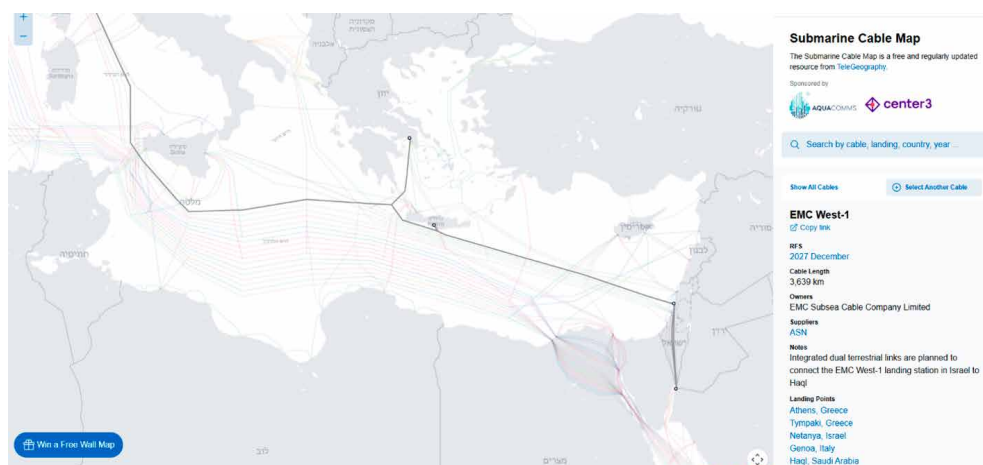 +
−
סרדיניה
אלבניה
יוון
טורקיה
מלטה
תוניסיה
קפריסין
סוריה
לבנון
ישראל
ירדן
לוב
מצרים
Win a Free Wall Map
Submarine Cable Map
The Submarine Cable Map is a free and regularly updated
resource from TeleGeography.
Sponsored by
AQUACOMMS
center3
Search by cable, landing, country, year ...
Show All Cables
Select Another Cable
EMC West-1
Copy link
RFS
2027 December
Cable Length
3,639 km
Owners
EMC Subsea Cable Company Limited
Suppliers
ASN
Notes
Integrated dual terrestrial links are planned to
connect the EMC West-1 landing station in Israel to
Haql
Landing Points
Athens, Greece
Tympaki, Greece
Netanya, Israel
Genoa, Italy
Haql, Saudi Arabia